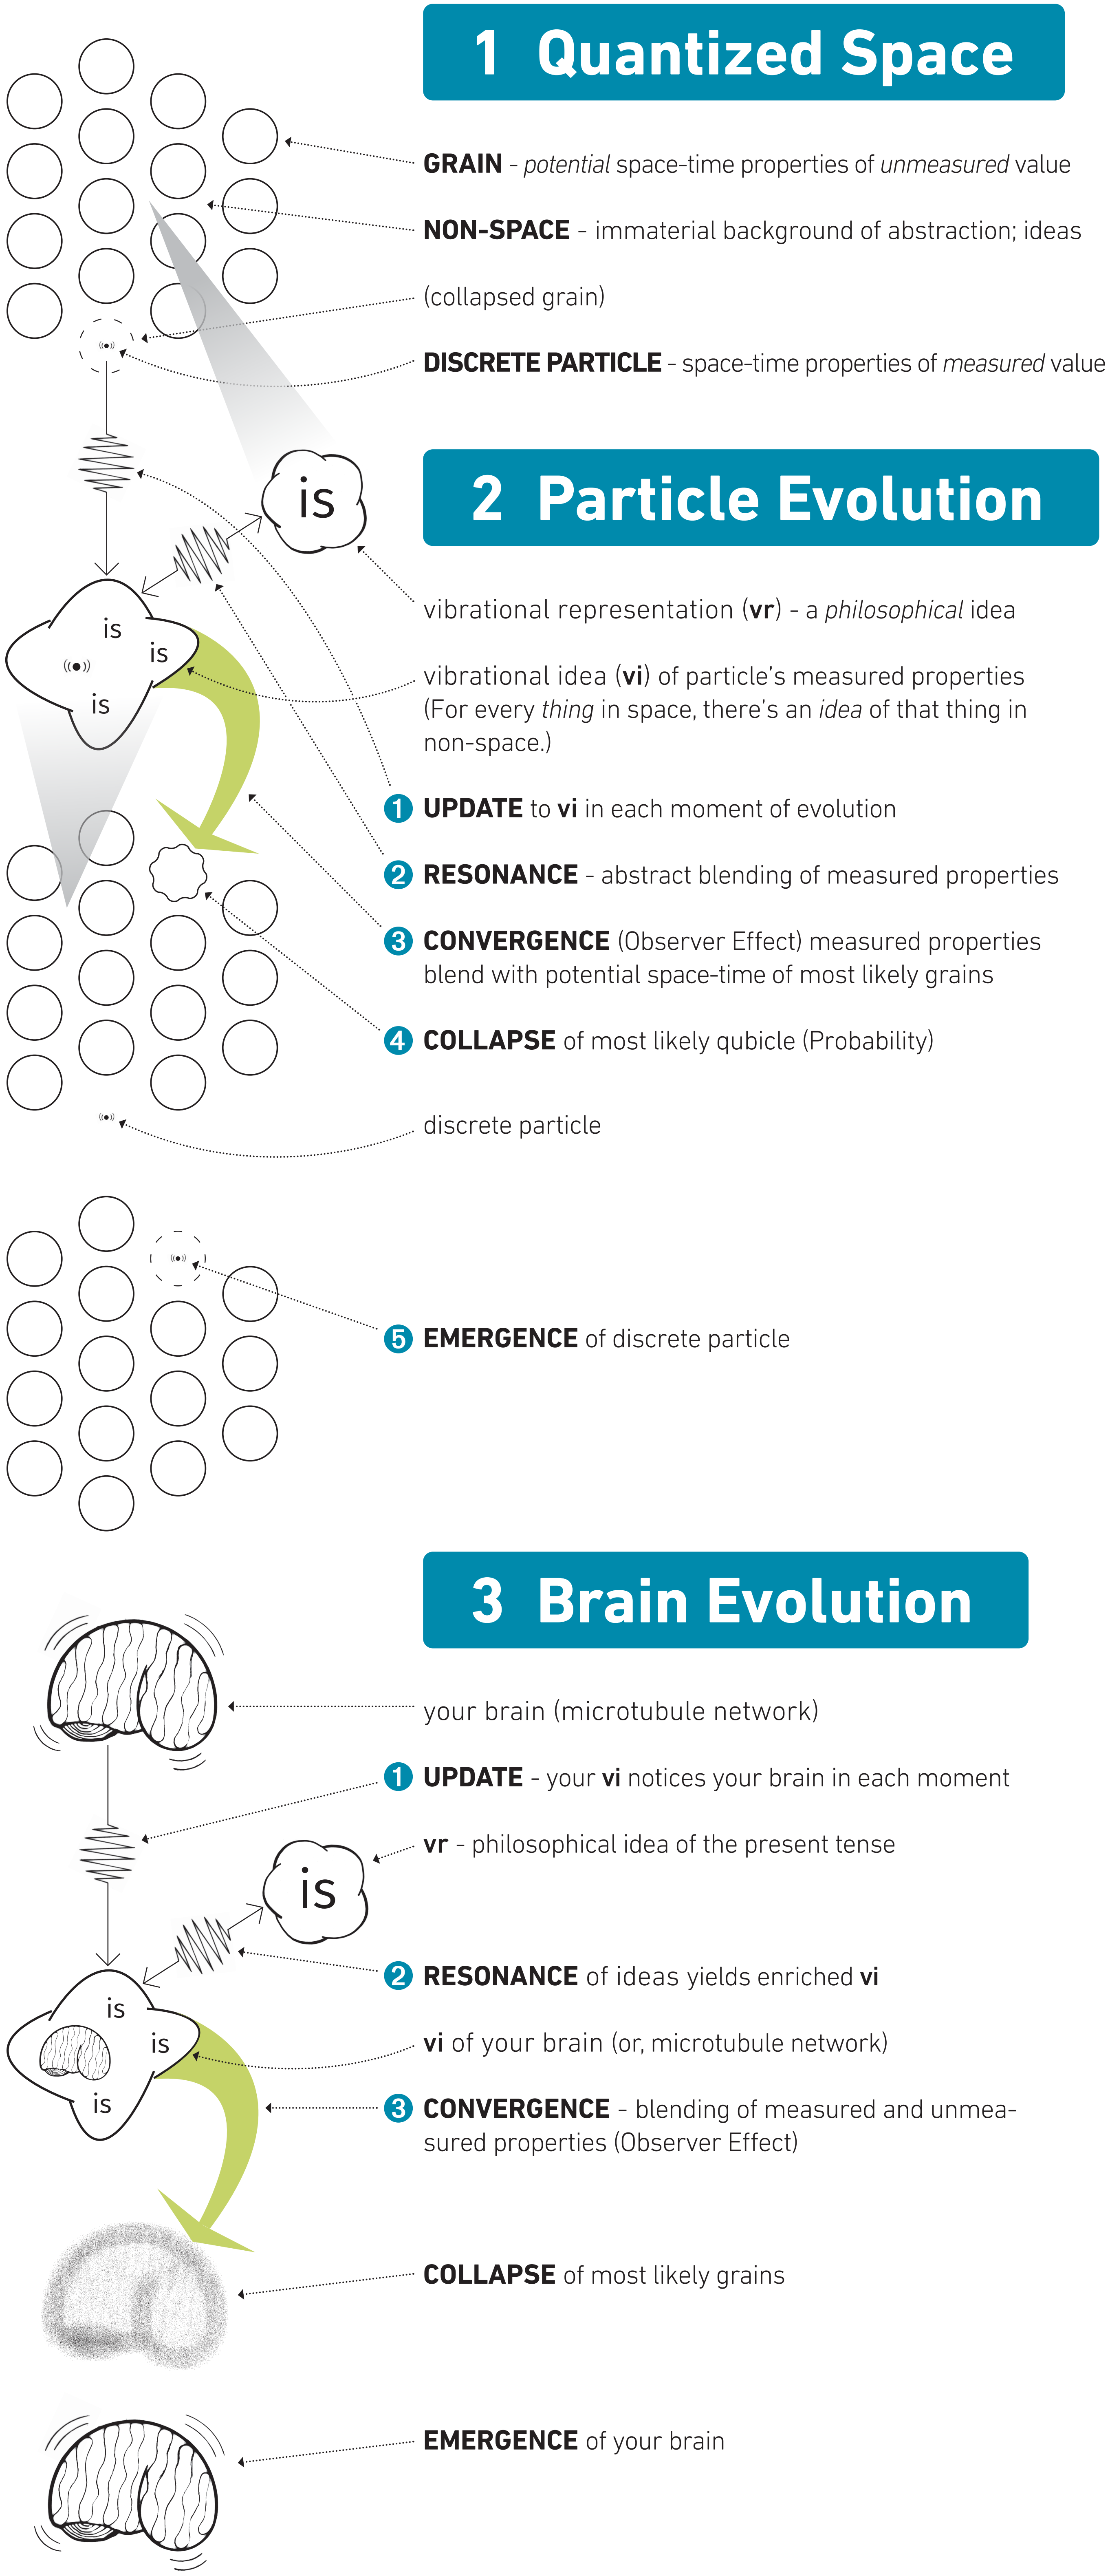 1 Quantized Space
GRAIN - potential space-time properties of unmeasured value
NON-SPACE - immaterial background of abstraction; ideas
(collapsed grain)
DISCRETE PARTICLE - space-time properties of measured value
2 Particle Evolution
is
vibrational representation (vr) - a philosophical idea
is
is
is
vibrational idea (vi) of particle's measured properties
(For every thing in space, there's an idea of that thing in
non-space.)
1 UPDATE to vi in each moment of evolution
2 RESONANCE - abstract blending of measured properties
3 CONVERGENCE (Observer Effect) measured properties
blend with potential space-time of most likely grains
4 COLLAPSE of most likely qubicle (Probability)
discrete particle
5 EMERGENCE of discrete particle
3 Brain Evolution
your brain (microtubule network)
1 UPDATE - your vi notices your brain in each moment
vr - philosophical idea of the present tense
is
2 RESONANCE of ideas yields enriched vi
is
is
is
vi of your brain (or, microtubule network)
3 CONVERGENCE - blending of measured and unmea-
sured properties (Observer Effect)
COLLAPSE of most likely grains
EMERGENCE of your brain